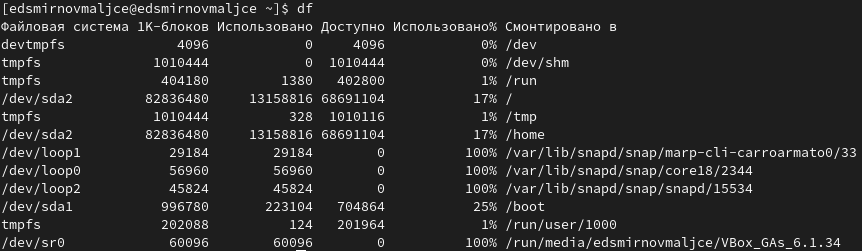 [edsmirnovmaljce@edsmirnovmaljce ~]$ df
Файловая система 1K-блоков Использовано Доступно Использовано% Смонтировано в
devtmpfs 4096 0 4096 0% /dev
tmpfs 1010444 0 1010444 0% /dev/shm
tmpfs 404180 1380 402800 1% /run
/dev/sda2 82836480 13158816 68691104 17% /
tmpfs 1010444 328 1010116 1% /tmp
/dev/sda2 82836480 13158816 68691104 17% /home
/dev/loop1 29184 29184 0 100% /var/lib/snapd/snap/marp-cli-carroarmato0/33
/dev/loop0 56960 56960 0 100% /var/lib/snapd/snap/core18/2344
/dev/loop2 45824 45824 0 100% /var/lib/snapd/snap/snapd/15534
/dev/sda1 996780 223104 704864 25% /boot
tmpfs 202088 124 201964 1% /run/user/1000
/dev/sr0 60096 60096 0 100% /run/media/edsmirnovmaljce/VBox_GAs_6.1.34